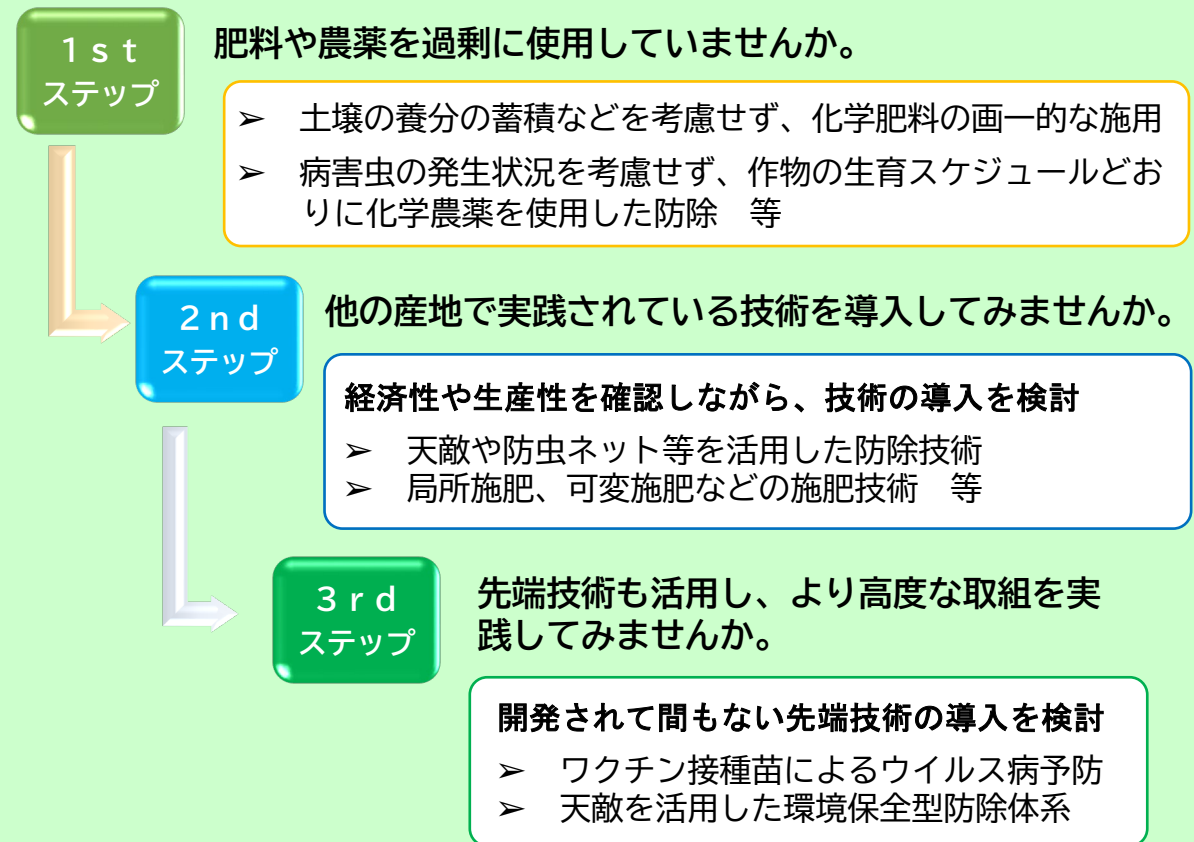 1st
ステップ
肥料や農薬を過剰に使用していませんか。
➢ 土壌の養分の蓄積などを考慮せず、化学肥料の画一的な施用
➢ 病害虫の発生状況を考慮せず、作物の生育スケジュールどお
りに化学農薬を使用した防除　等
2nd
ステップ
他の産地で実践されている技術を導入してみませんか。
経済性や生産性を確認しながら、技術の導入を検討
➢ 天敵や防虫ネット等を活用した防除技術
➢ 局所施肥、可変施肥などの施肥技術　等
3rd
ステップ
先端技術も活用し、より高度な取組を実
践してみませんか。
開発されて間もない先端技術の導入を検討
➢ ワクチン接種苗によるウイルス病予防
➢ 天敵を活用した環境保全型防除体系